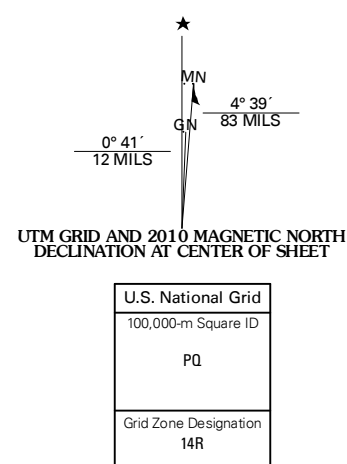 MN
GN
4° 39´
83 MILS
0° 41´
12 MILS
UTM GRID AND 2010 MAGNETIC NORTH
DECLINATION AT CENTER OF SHEET
U.S. National Grid
100,000-m Square ID
PQ
Grid Zone Designation
14R